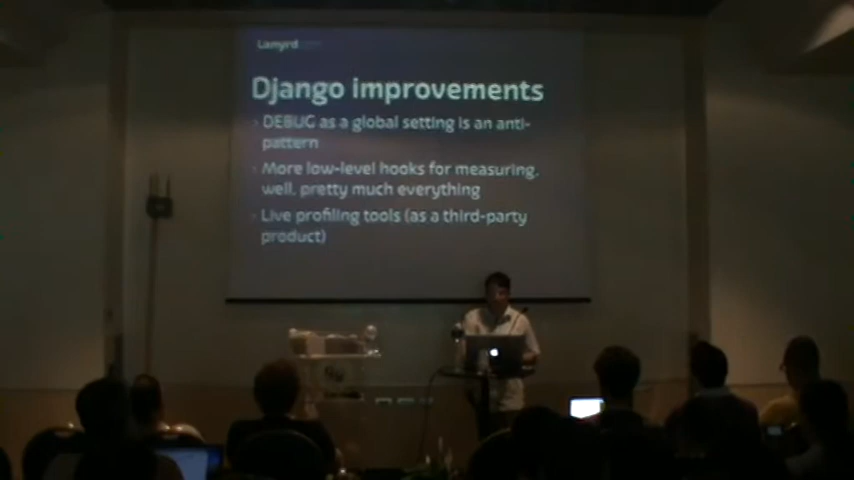 Lanyrd
Django improvements
DEBUG as a global setting is an anti-
pattern
More low-level hooks for measuring,
well, pretty much everything
Live profiling tools (as a third-party
product)